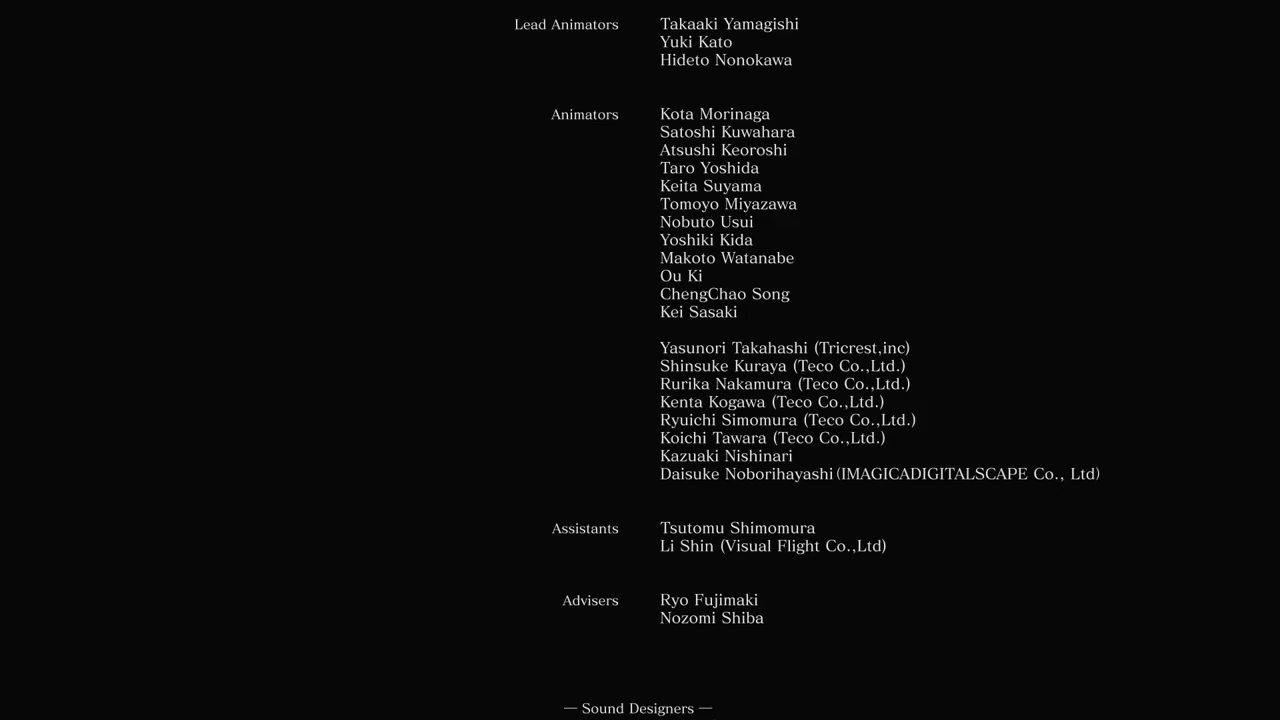 Lead Animators Takaaki Yamagishi
Yuki Kato
Hideto Nonokawa
Animators Kota Morinaga
Satoshi Kuwahara
Atsushi Keoroshi
Taro Yoshida
Keita Suyama
Tomoyo Miyazawa
Nobuto Usui
Yoshiki Kida
Makoto Watanabe
Ou Ki
ChengChao Song
Kei Sasaki
Yasunori Takahashi (Tricrest,inc)
Shinsuke Kuraya (Teco Co.,Ltd.)
Rurika Nakamura (Teco Co.,Ltd.)
Kenta Kogawa (Teco Co.,Ltd.)
Ryuichi Simomura (Teco Co.,Ltd.)
Koichi Tawara (Teco Co.,Ltd.)
Kazuaki Nishinari
Daisuke Noborihayashi(IMAGICADIGITALSCAPE Co., Ltd)
Assistants Tsutomu Shimomura
Li Shin (Visual Flight Co.,Ltd)
Advisers Ryo Fujimaki
Nozomi Shiba
— Sound Designers —